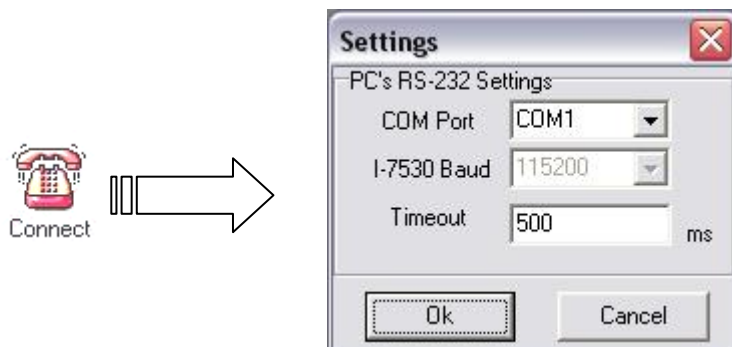 Connect
Settings
PC's RS-232 Settings
COM Port COM1
I-7530 Baud 115200
Timeout 500 ms
Ok Cancel